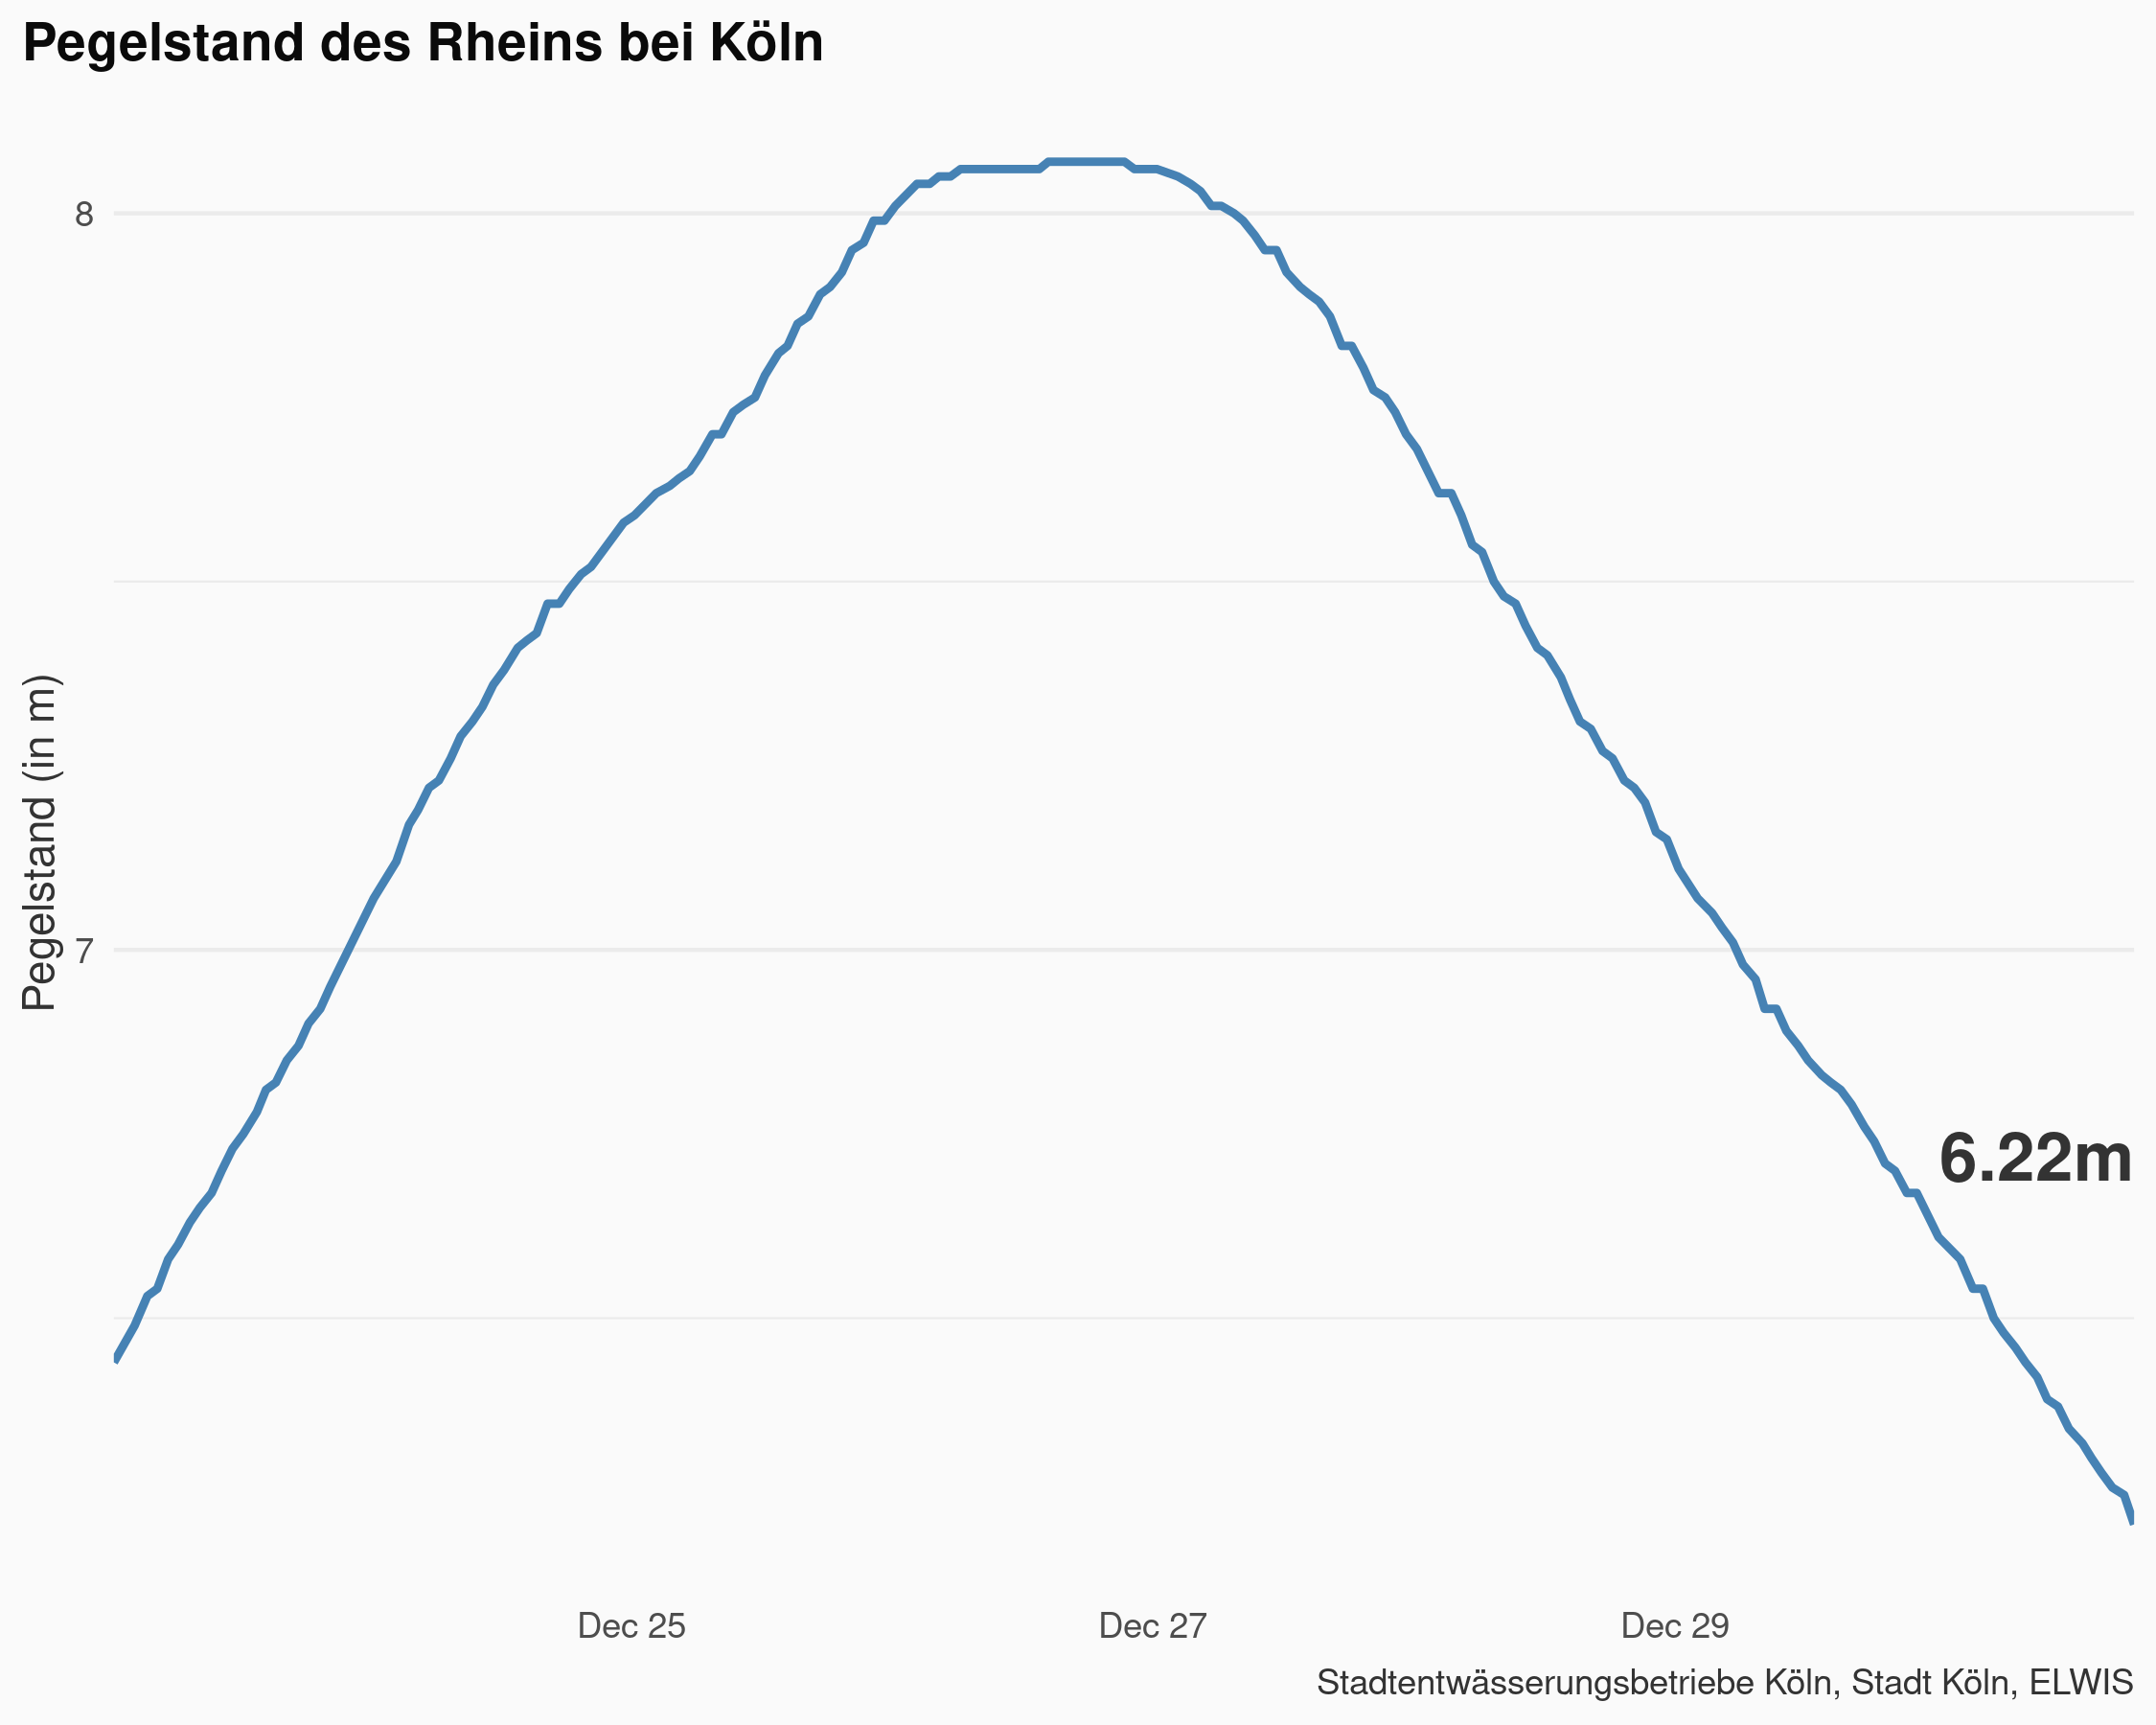 Pegelstand des Rheins bei Köln
Pegelstand (in m)
8
7
6.22m
Dec 25
Dec 27
Dec 29
Stadtentwässerungsbetriebe Köln, Stadt Köln, ELWIS